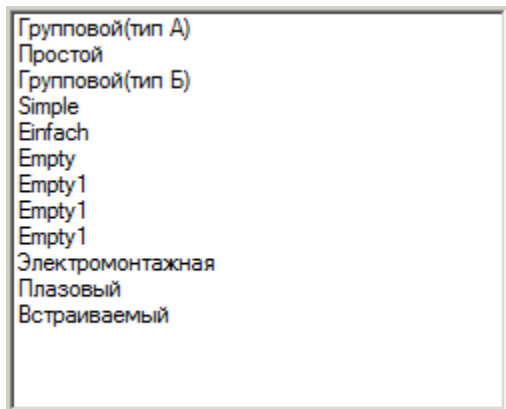 Групповой(тип А)
Простой
Групповой(тип Б)
Simple
Einfach
Empty
Empty1
Empty1
Empty1
Электромонтажная
Плазовый
Встраиваемый